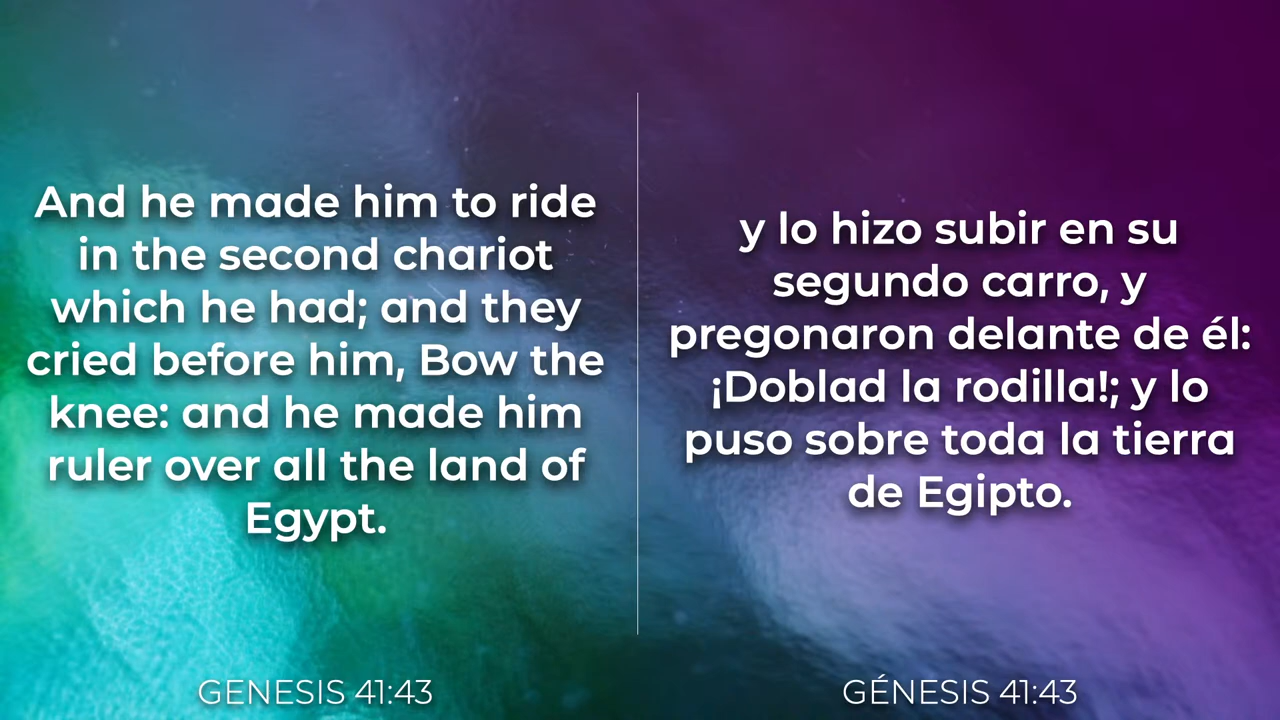 And he made him to ride
in the second chariot
which he had; and they
cried before him, Bow the
knee: and he made him
ruler over all the land of
Egypt.
GENESIS 41:43
y lo hizo subir en su
segundo carro, y
pregonaron delante de él:
¡Doblad la rodilla!; y lo
puso sobre toda la tierra
de Egipto.
GÉNESIS 41:43